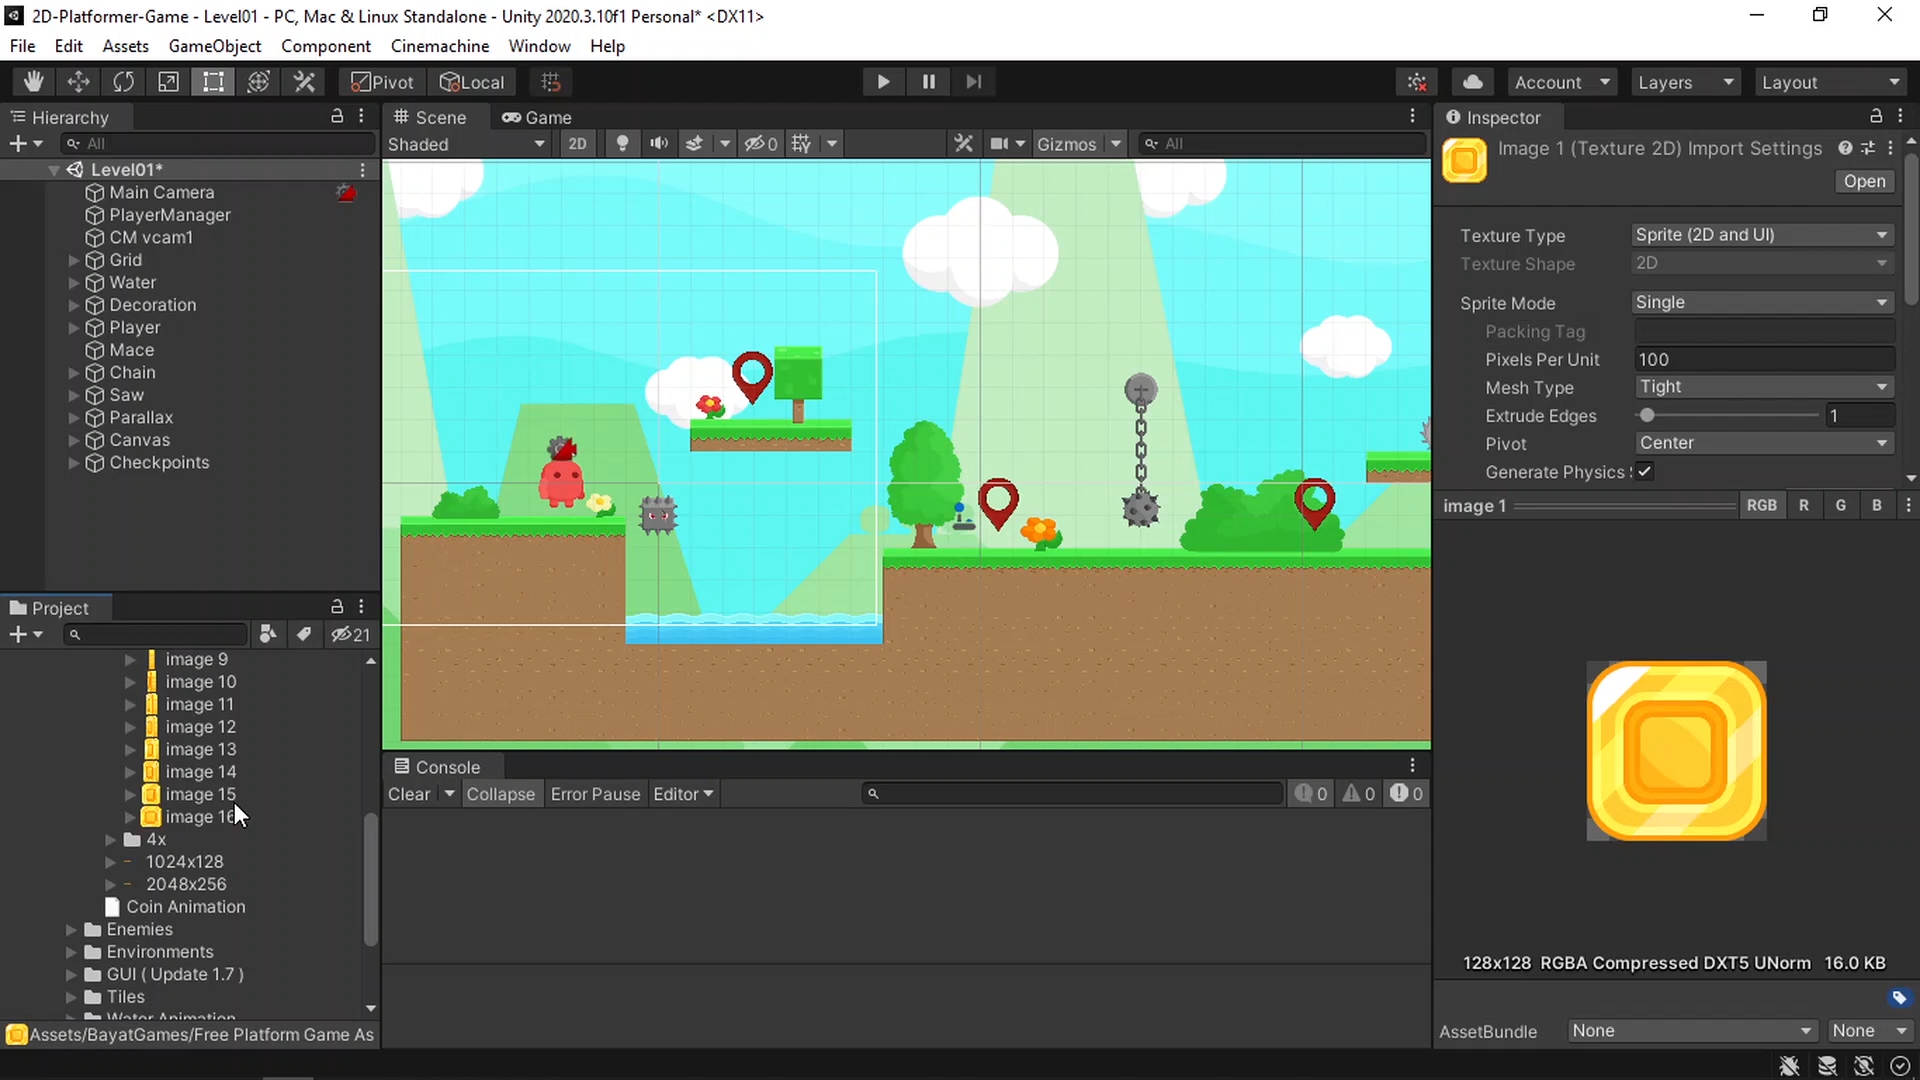 2D-Platformer-Game - Level01 - PC, Mac & Linux Standalone - Unity 2020.3.10f1 Personal* <DX11>
File Edit Assets GameObject Component Cinemachine Window Help
Pivot Local Account Layers Layout
Hierarchy
All
Level01*
Main Camera
PlayerManager
CM vcam1
Grid
Water
Decoration
Player
Mace
Chain
Saw
Parallax
Canvas
Checkpoints
Project
21
image 9
image 10
image 11
image 12
image 13
image 14
image 15
image 16
4x
1024x128
2048x256
Coin Animation
Enemies
Environments
GUI ( Update 1.7 )
Tiles
Water Animation
Assets/BayatGames/Free Platform Game As
Scene Game
Shaded 2D 0 Gizmos All
Console
Clear Collapse Error Pause Editor 0 0 0
Inspector
Image 1 (Texture 2D) Import Settings
Open
Texture Type Sprite (2D and UI)
Texture Shape 2D
Sprite Mode Single
Packing Tag
Pixels Per Unit 100
Mesh Type Tight
Extrude Edges 1
Pivot Center
Generate Physics
image 1 RGB R G B
128x128 RGBA Compressed DXT5 UNorm 16.0 KB
AssetBundle None None